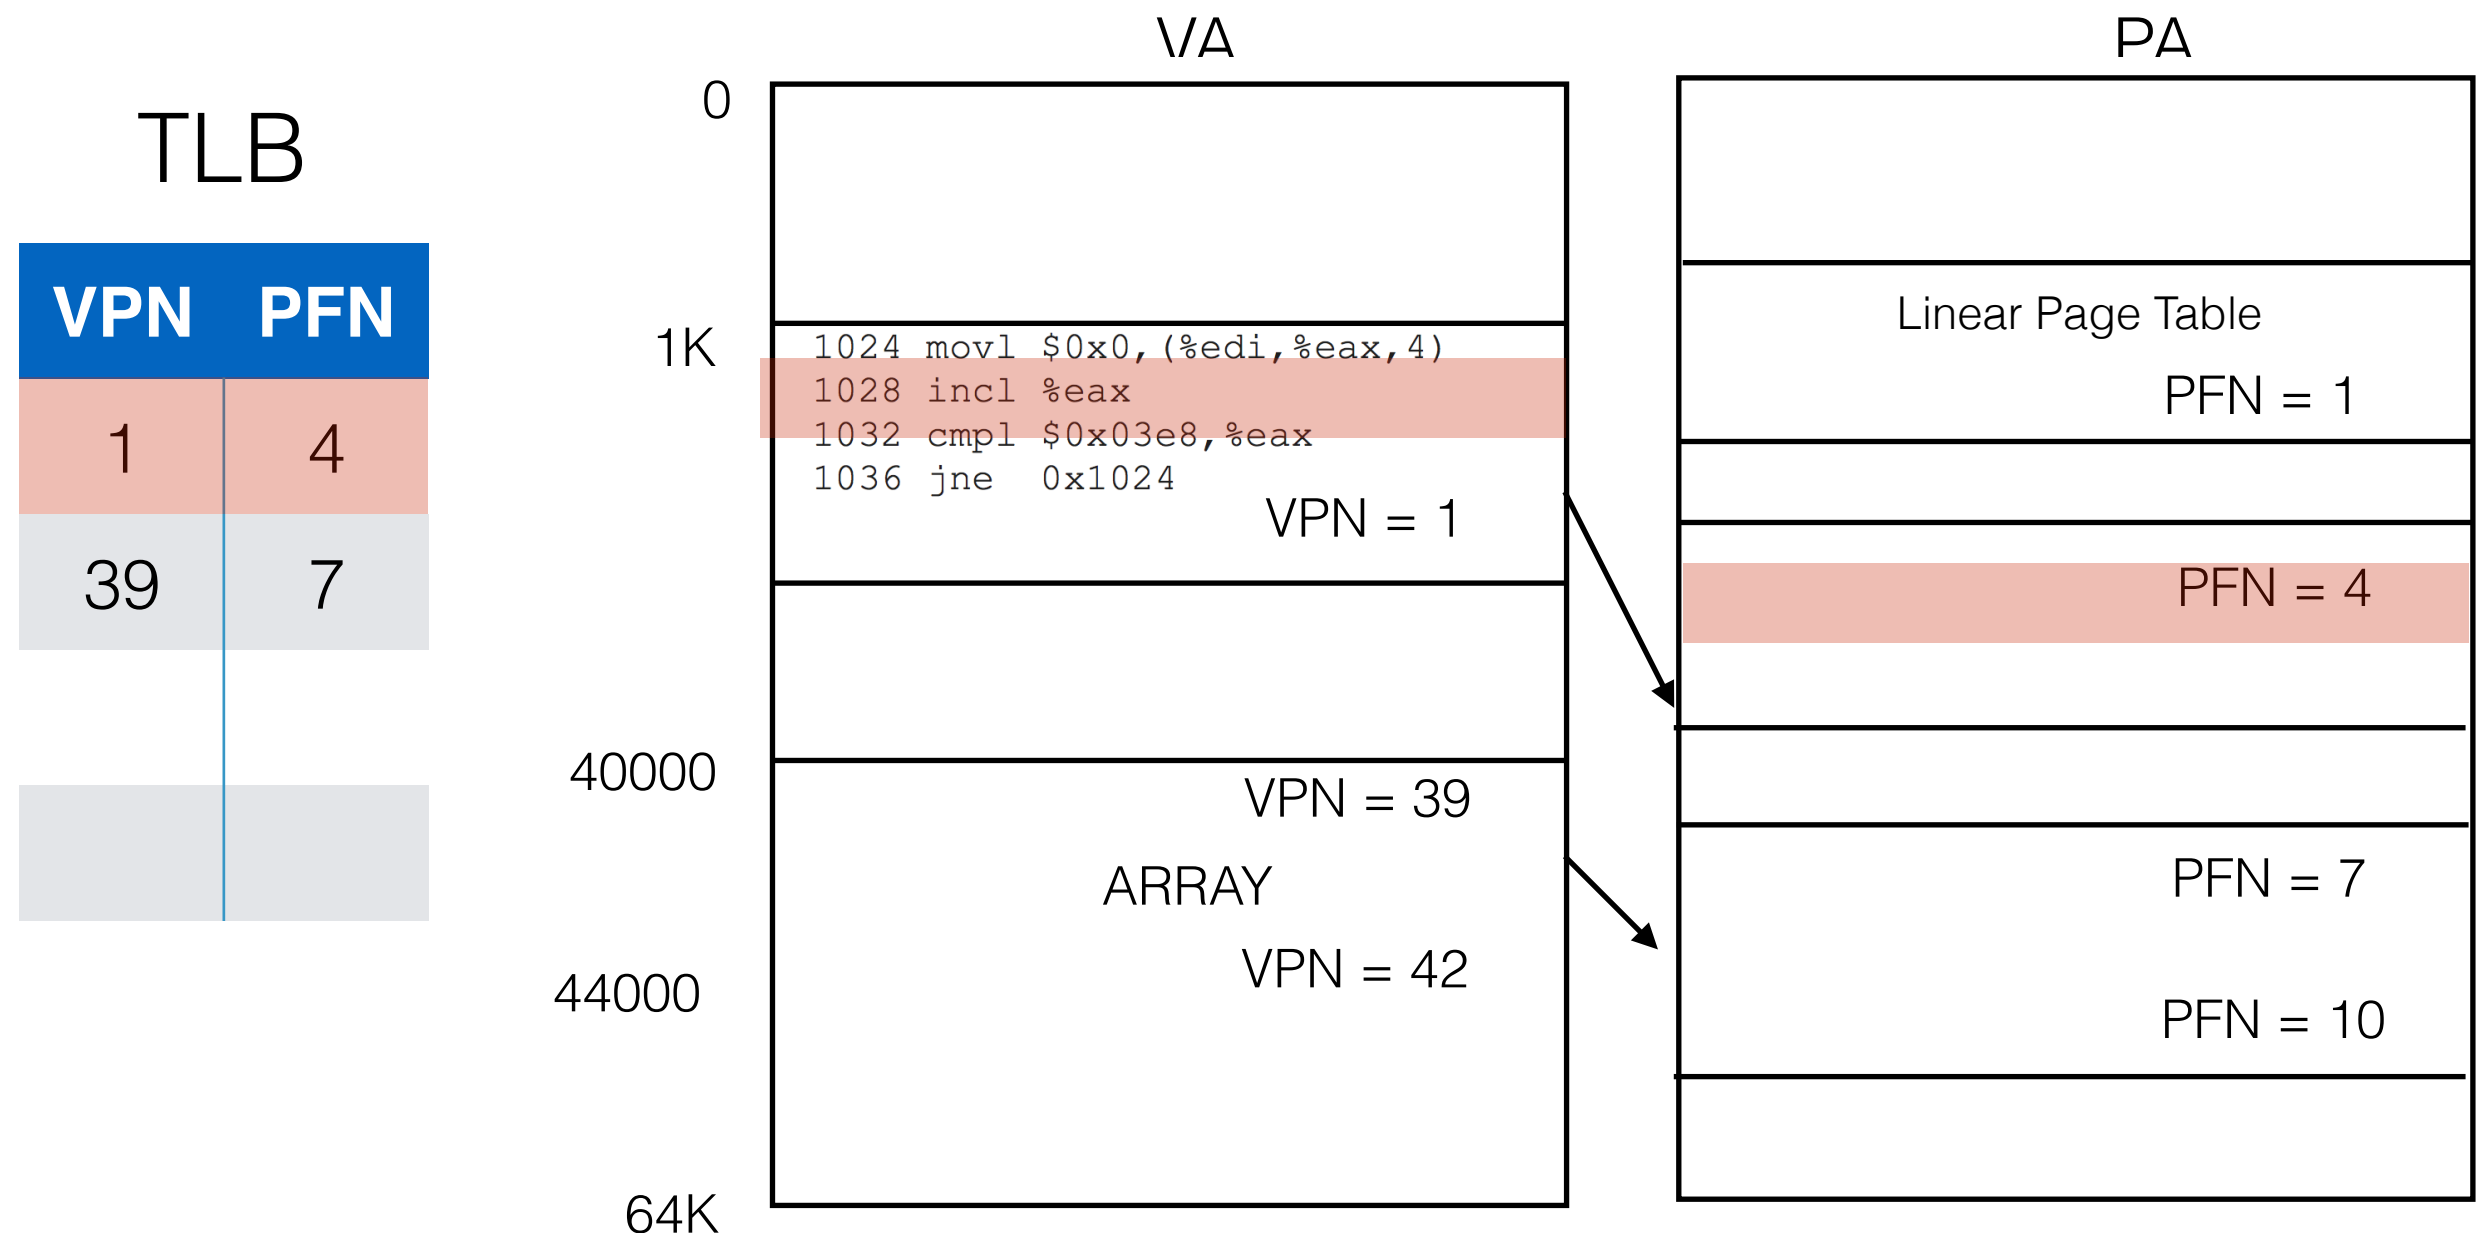 TLB
VPN PFN
1 4
39 7
VA
0
1K
1024 movl $0x0,(%edi,%eax,4)
1028 incl %eax
1032 cmpl $0x03e8,%eax
1036 jne 0x1024
VPN = 1
40000
VPN = 39
ARRAY
VPN = 42
44000
64K
PA
Linear Page Table
PFN = 1
PFN = 4
PFN = 7
PFN = 10